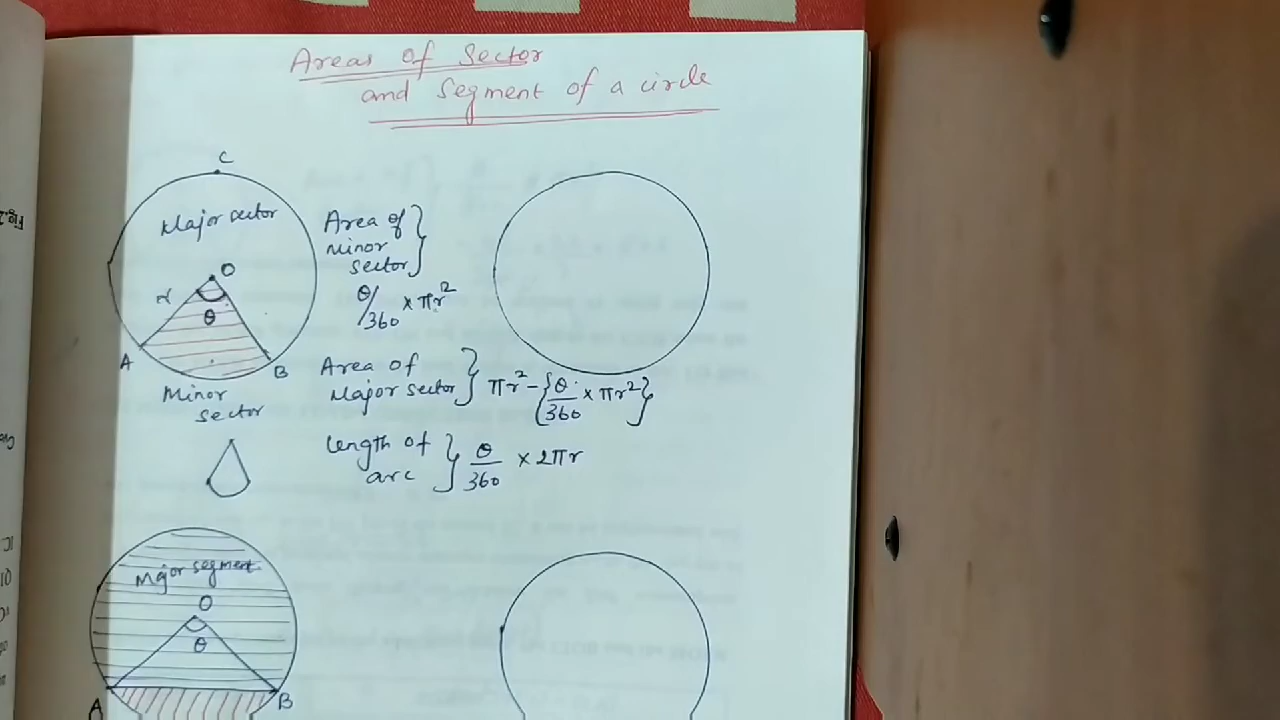 Areas of Sector
and Segment of a circle
C
Major sector
O
r
θ
A
B
Minor
sector
Area of
minor
sector}
θ/360 × πr²
Area of
Major sector} πr² - {θ/360 × πr²}
Length of
arc } θ/360 × 2πr
Major segment
O
θ
A
B